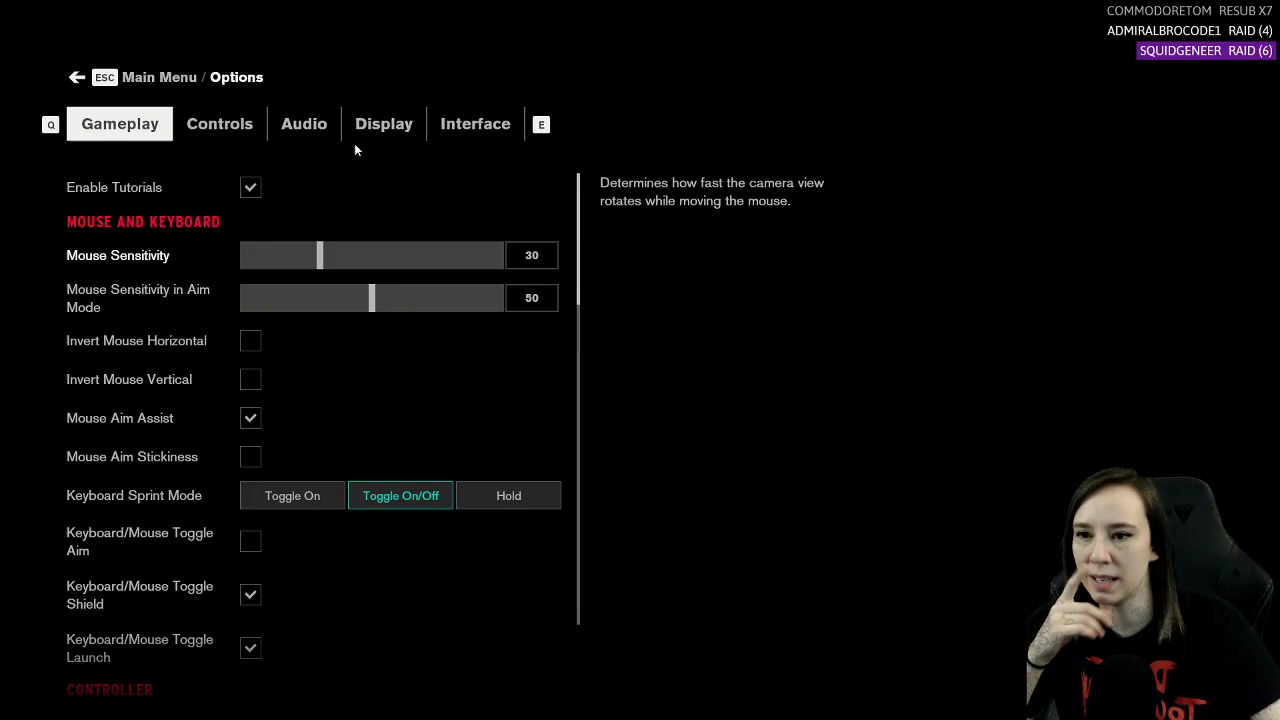 COMMODORETOM RESUB X7
ADMIRALBROCODE1 RAID (4)
SQUIDGENEER RAID (6)
ESC Main Menu / Options
Q Gameplay Controls Audio Display Interface E
Enable Tutorials
Determines how fast the camera view
rotates while moving the mouse.
MOUSE AND KEYBOARD
Mouse Sensitivity 30
Mouse Sensitivity in Aim
Mode 50
Invert Mouse Horizontal
Invert Mouse Vertical
Mouse Aim Assist
Mouse Aim Stickiness
Keyboard Sprint Mode Toggle On Toggle On/Off Hold
Keyboard/Mouse Toggle
Aim
Keyboard/Mouse Toggle
Shield
Keyboard/Mouse Toggle
Launch
CONTROLLER